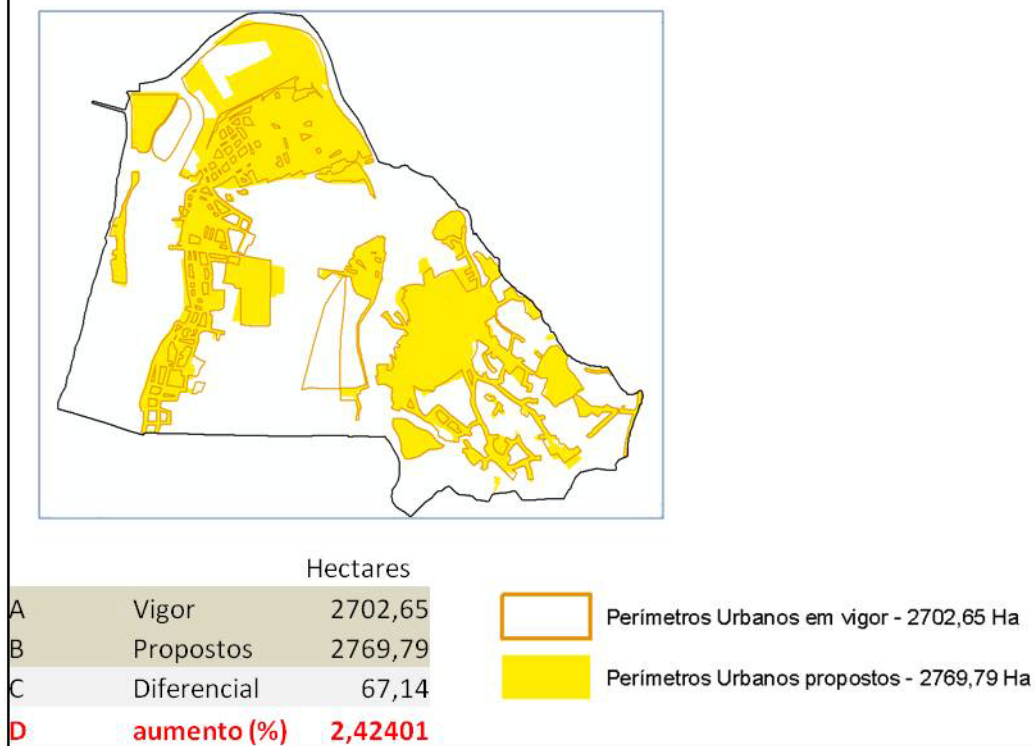 Hectares
A Vigor 2702,65
B Propostos 2769,79
C Diferencial 67,14
D aumento (%) 2,42401
Perímetros Urbanos em vigor - 2702,65 Ha
Perímetros Urbanos propostos - 2769,79 Ha